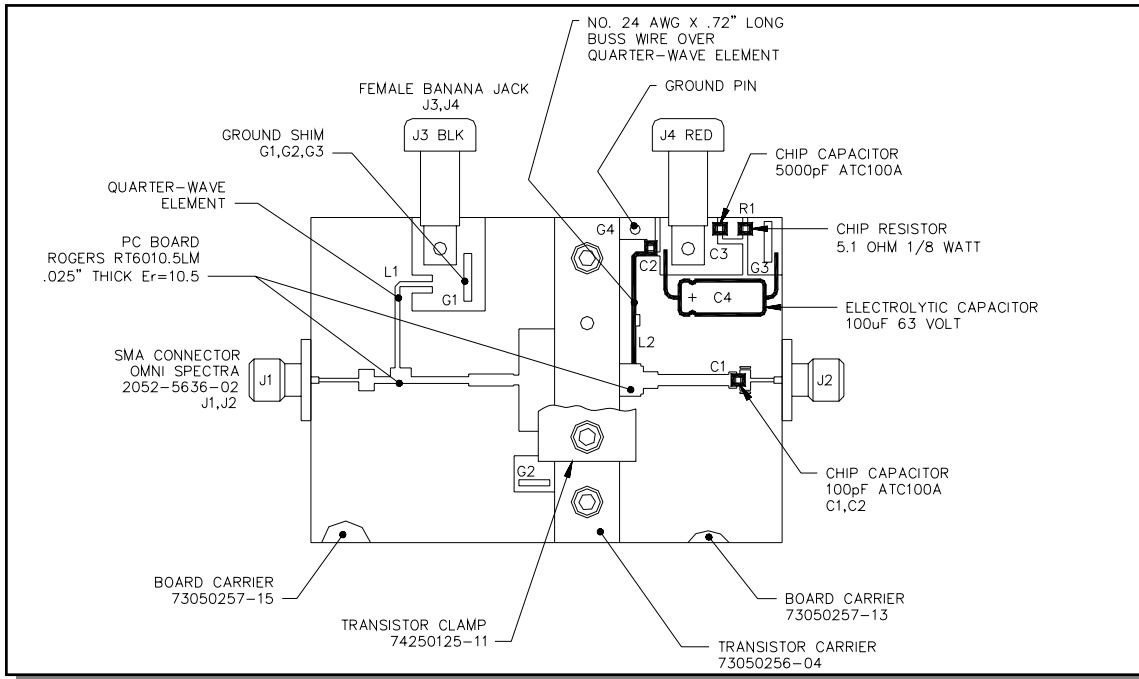 NO. 24 AWG X .72" LONG
BUSS WIRE OVER
QUARTER-WAVE ELEMENT
GROUND PIN
FEMALE BANANA JACK
J3,J4
GROUND SHIM
G1,G2,G3
QUARTER-WAVE
ELEMENT
PC BOARD
ROGERS RT6010.5LM
.025" THICK Er=10.5
SMA CONNECTOR
OMNI SPECTRA
2052-5636-02
J1,J2
J3 BLK
J4 RED
CHIP CAPACITOR
5000pF ATC100A
R1
CHIP RESISTOR
5.1 OHM 1/8 WATT
G4
C2
C3
G3
L1
G1
+ C4
ELECTROLYTIC CAPACITOR
100uF 63 VOLT
L2
C1
J1
J2
G2
CHIP CAPACITOR
100pF ATC100A
C1,C2
BOARD CARRIER
73050257-15
TRANSISTOR CLAMP
74250125-11
BOARD CARRIER
73050257-13
TRANSISTOR CARRIER
73050256-04